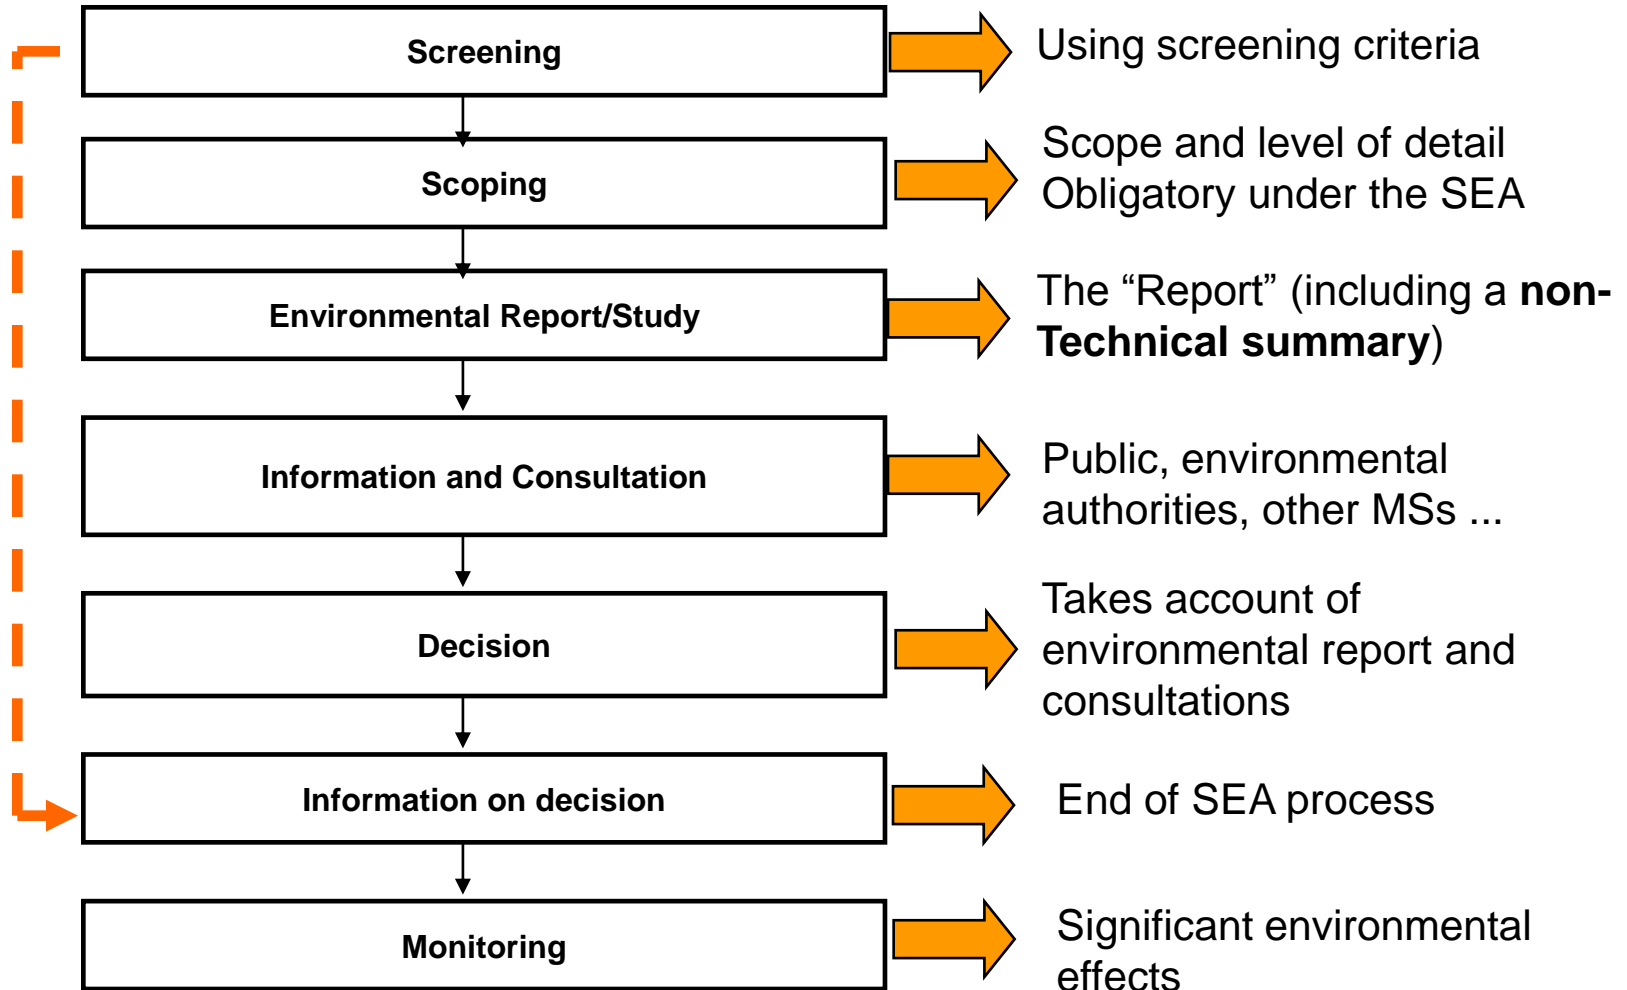 Screening
Using screening criteria
Scoping
Scope and level of detail
Obligatory under the SEA
Environmental Report/Study
The “Report” (including a non-
Technical summary)
Information and Consultation
Public, environmental
authorities, other MSs ...
Decision
Takes account of
environmental report and
consultations
Information on decision
End of SEA process
Monitoring
Significant environmental
effects